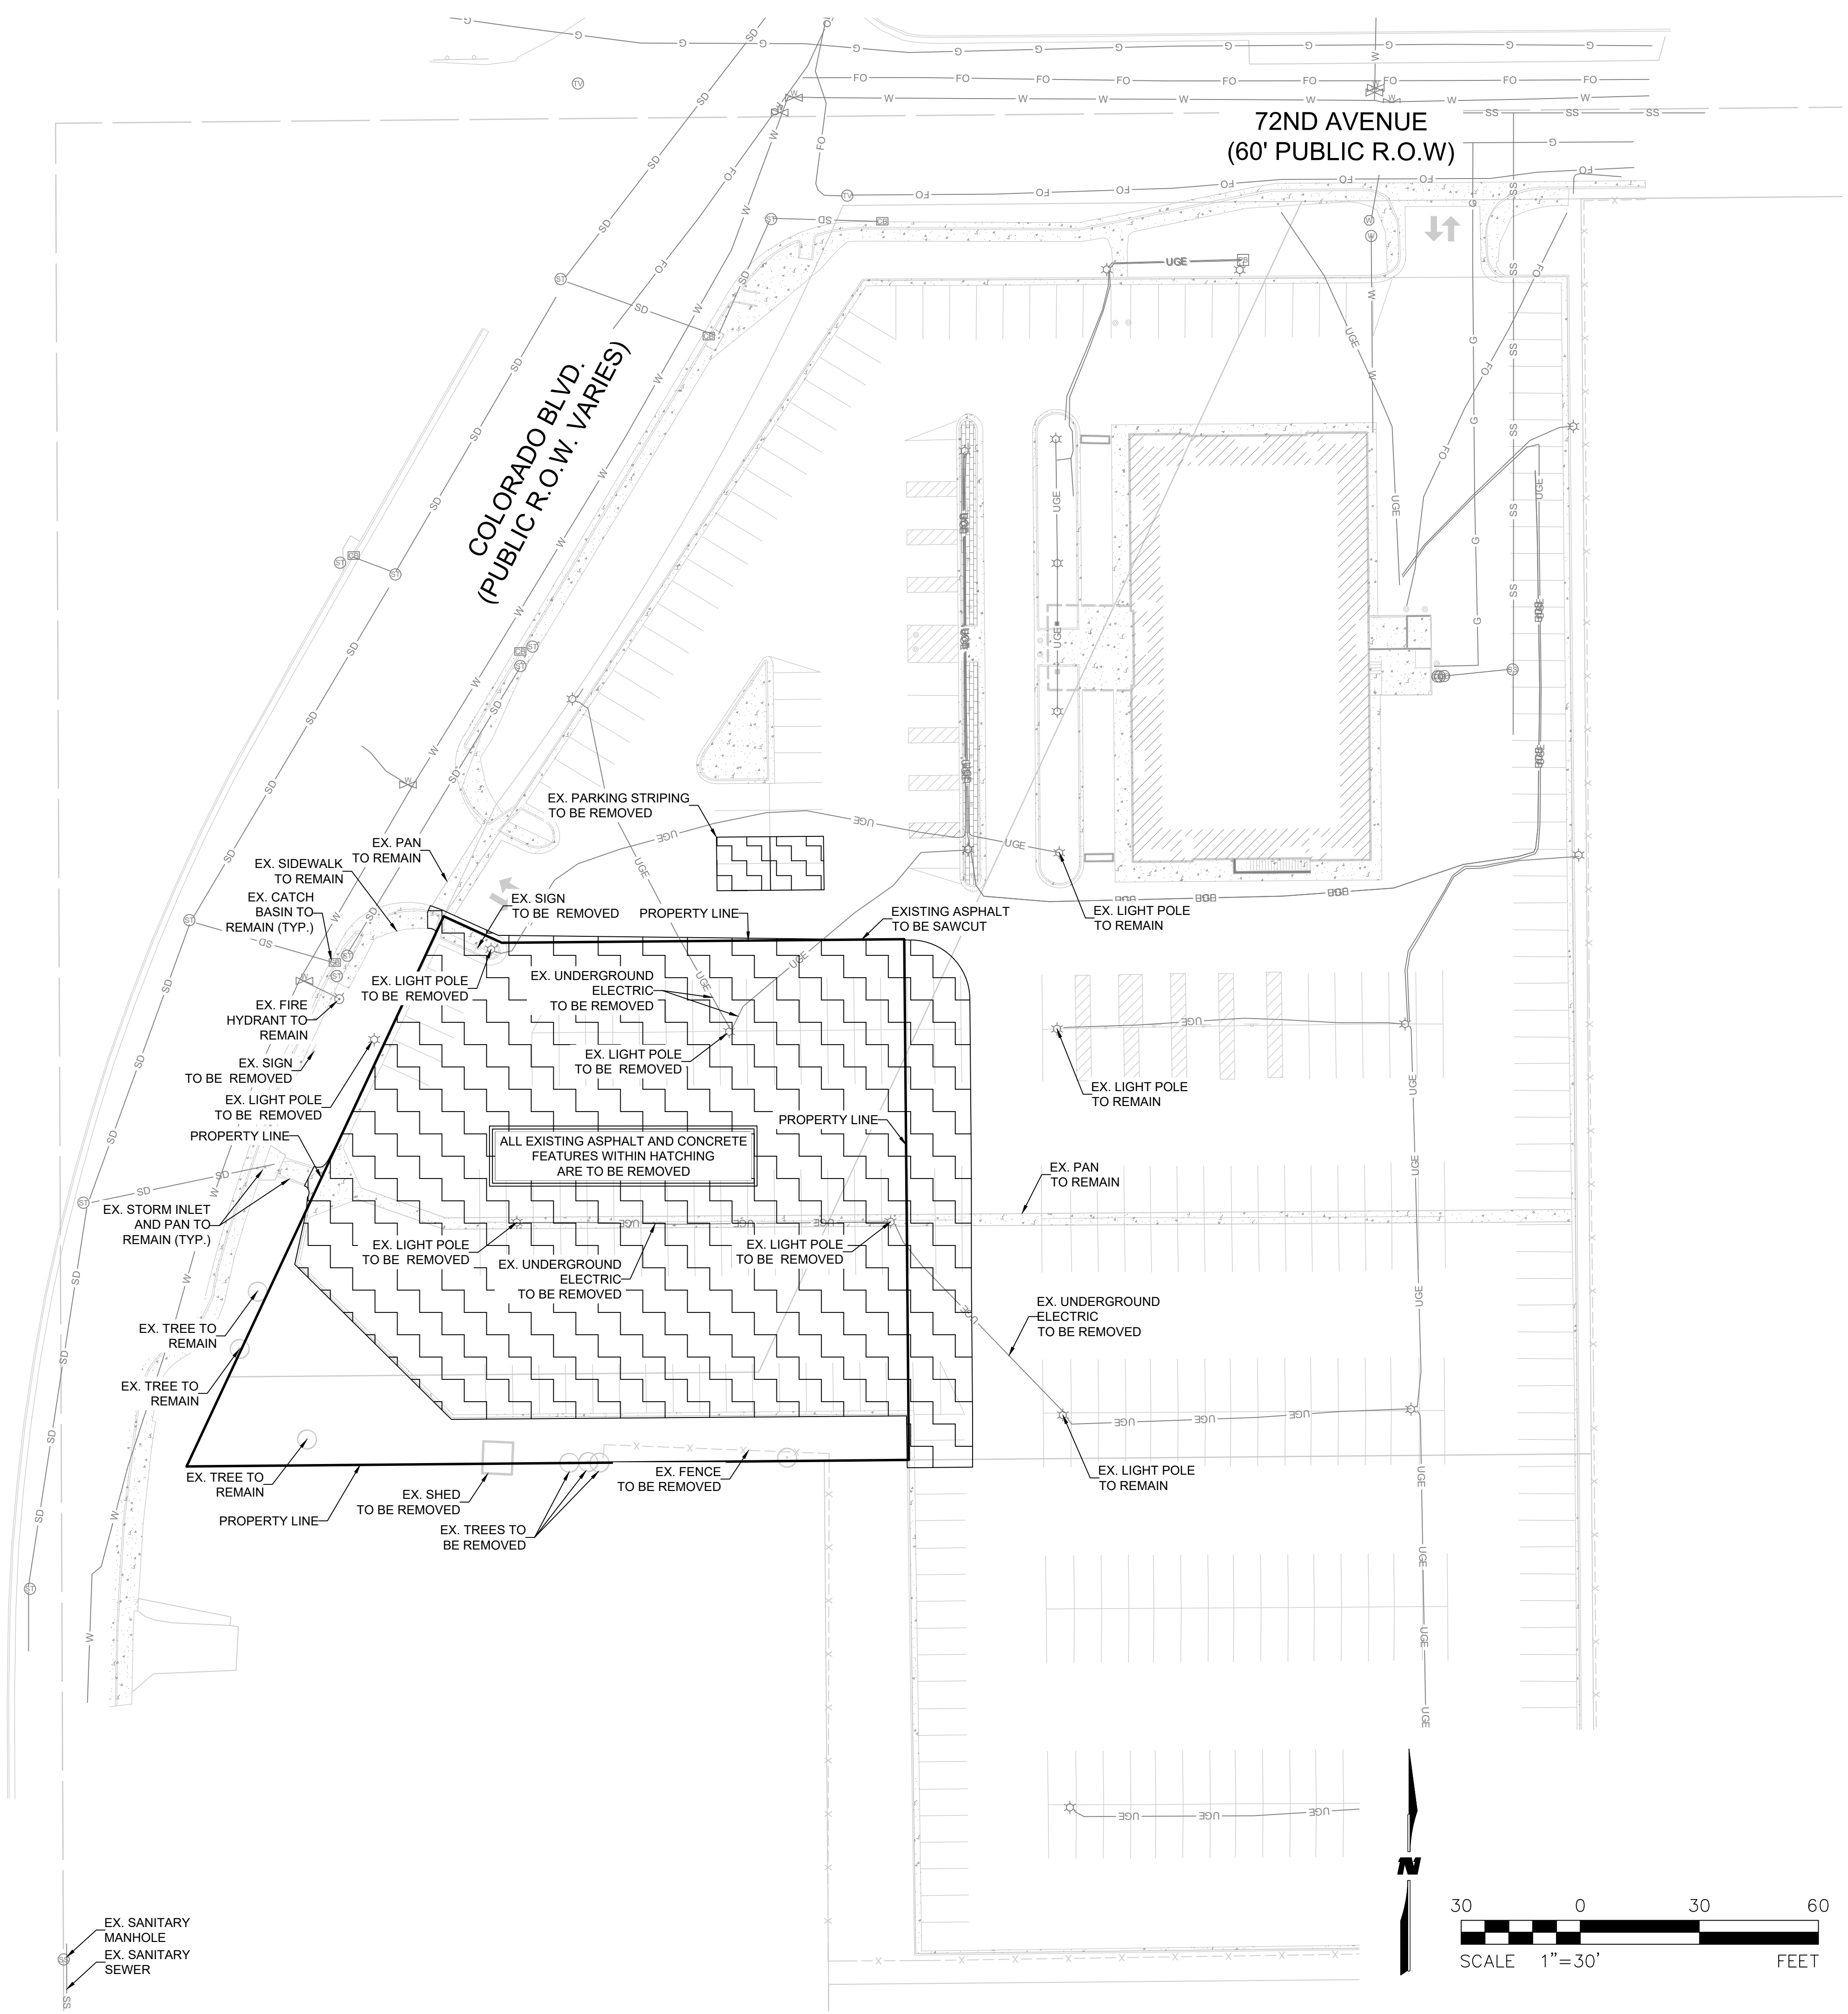 72ND AVENUE
(60' PUBLIC R.O.W)
COLORADO BLVD.
(PUBLIC R.O.W. VARIES)
EX. PARKING STRIPING
TO BE REMOVED
EX. PAN
TO REMAIN
EX. SIDEWALK
TO REMAIN
EX. CATCH
BASIN TO
REMAIN (TYP.)
EX. SIGN
TO BE REMOVED
PROPERTY LINE
EXISTING ASPHALT
TO BE SAWCUT
EX. LIGHT POLE
TO REMAIN
EX. LIGHT POLE
TO BE REMOVED
EX. UNDERGROUND
ELECTRIC
TO BE REMOVED
EX. FIRE
HYDRANT TO
REMAIN
EX. LIGHT POLE
TO BE REMOVED
EX. SIGN
TO BE REMOVED
EX. LIGHT POLE
TO BE REMOVED
EX. LIGHT POLE
TO REMAIN
PROPERTY LINE
PROPERTY LINE
ALL EXISTING ASPHALT AND CONCRETE
FEATURES WITHIN HATCHING
ARE TO BE REMOVED
EX. PAN
TO REMAIN
EX. STORM INLET
AND PAN TO
REMAIN (TYP.)
EX. LIGHT POLE
TO BE REMOVED
EX. UNDERGROUND
ELECTRIC
TO BE REMOVED
EX. LIGHT POLE
TO BE REMOVED
EX. UNDERGROUND
ELECTRIC
TO BE REMOVED
EX. TREE TO
REMAIN
EX. TREE TO
REMAIN
EX. TREE TO
REMAIN
PROPERTY LINE
EX. SHED
TO BE REMOVED
EX. TREES TO
BE REMOVED
EX. FENCE
TO BE REMOVED
EX. LIGHT POLE
TO REMAIN
EX. SANITARY
MANHOLE
EX. SANITARY
SEWER
N
30 0 30 60
SCALE 1"=30' FEET